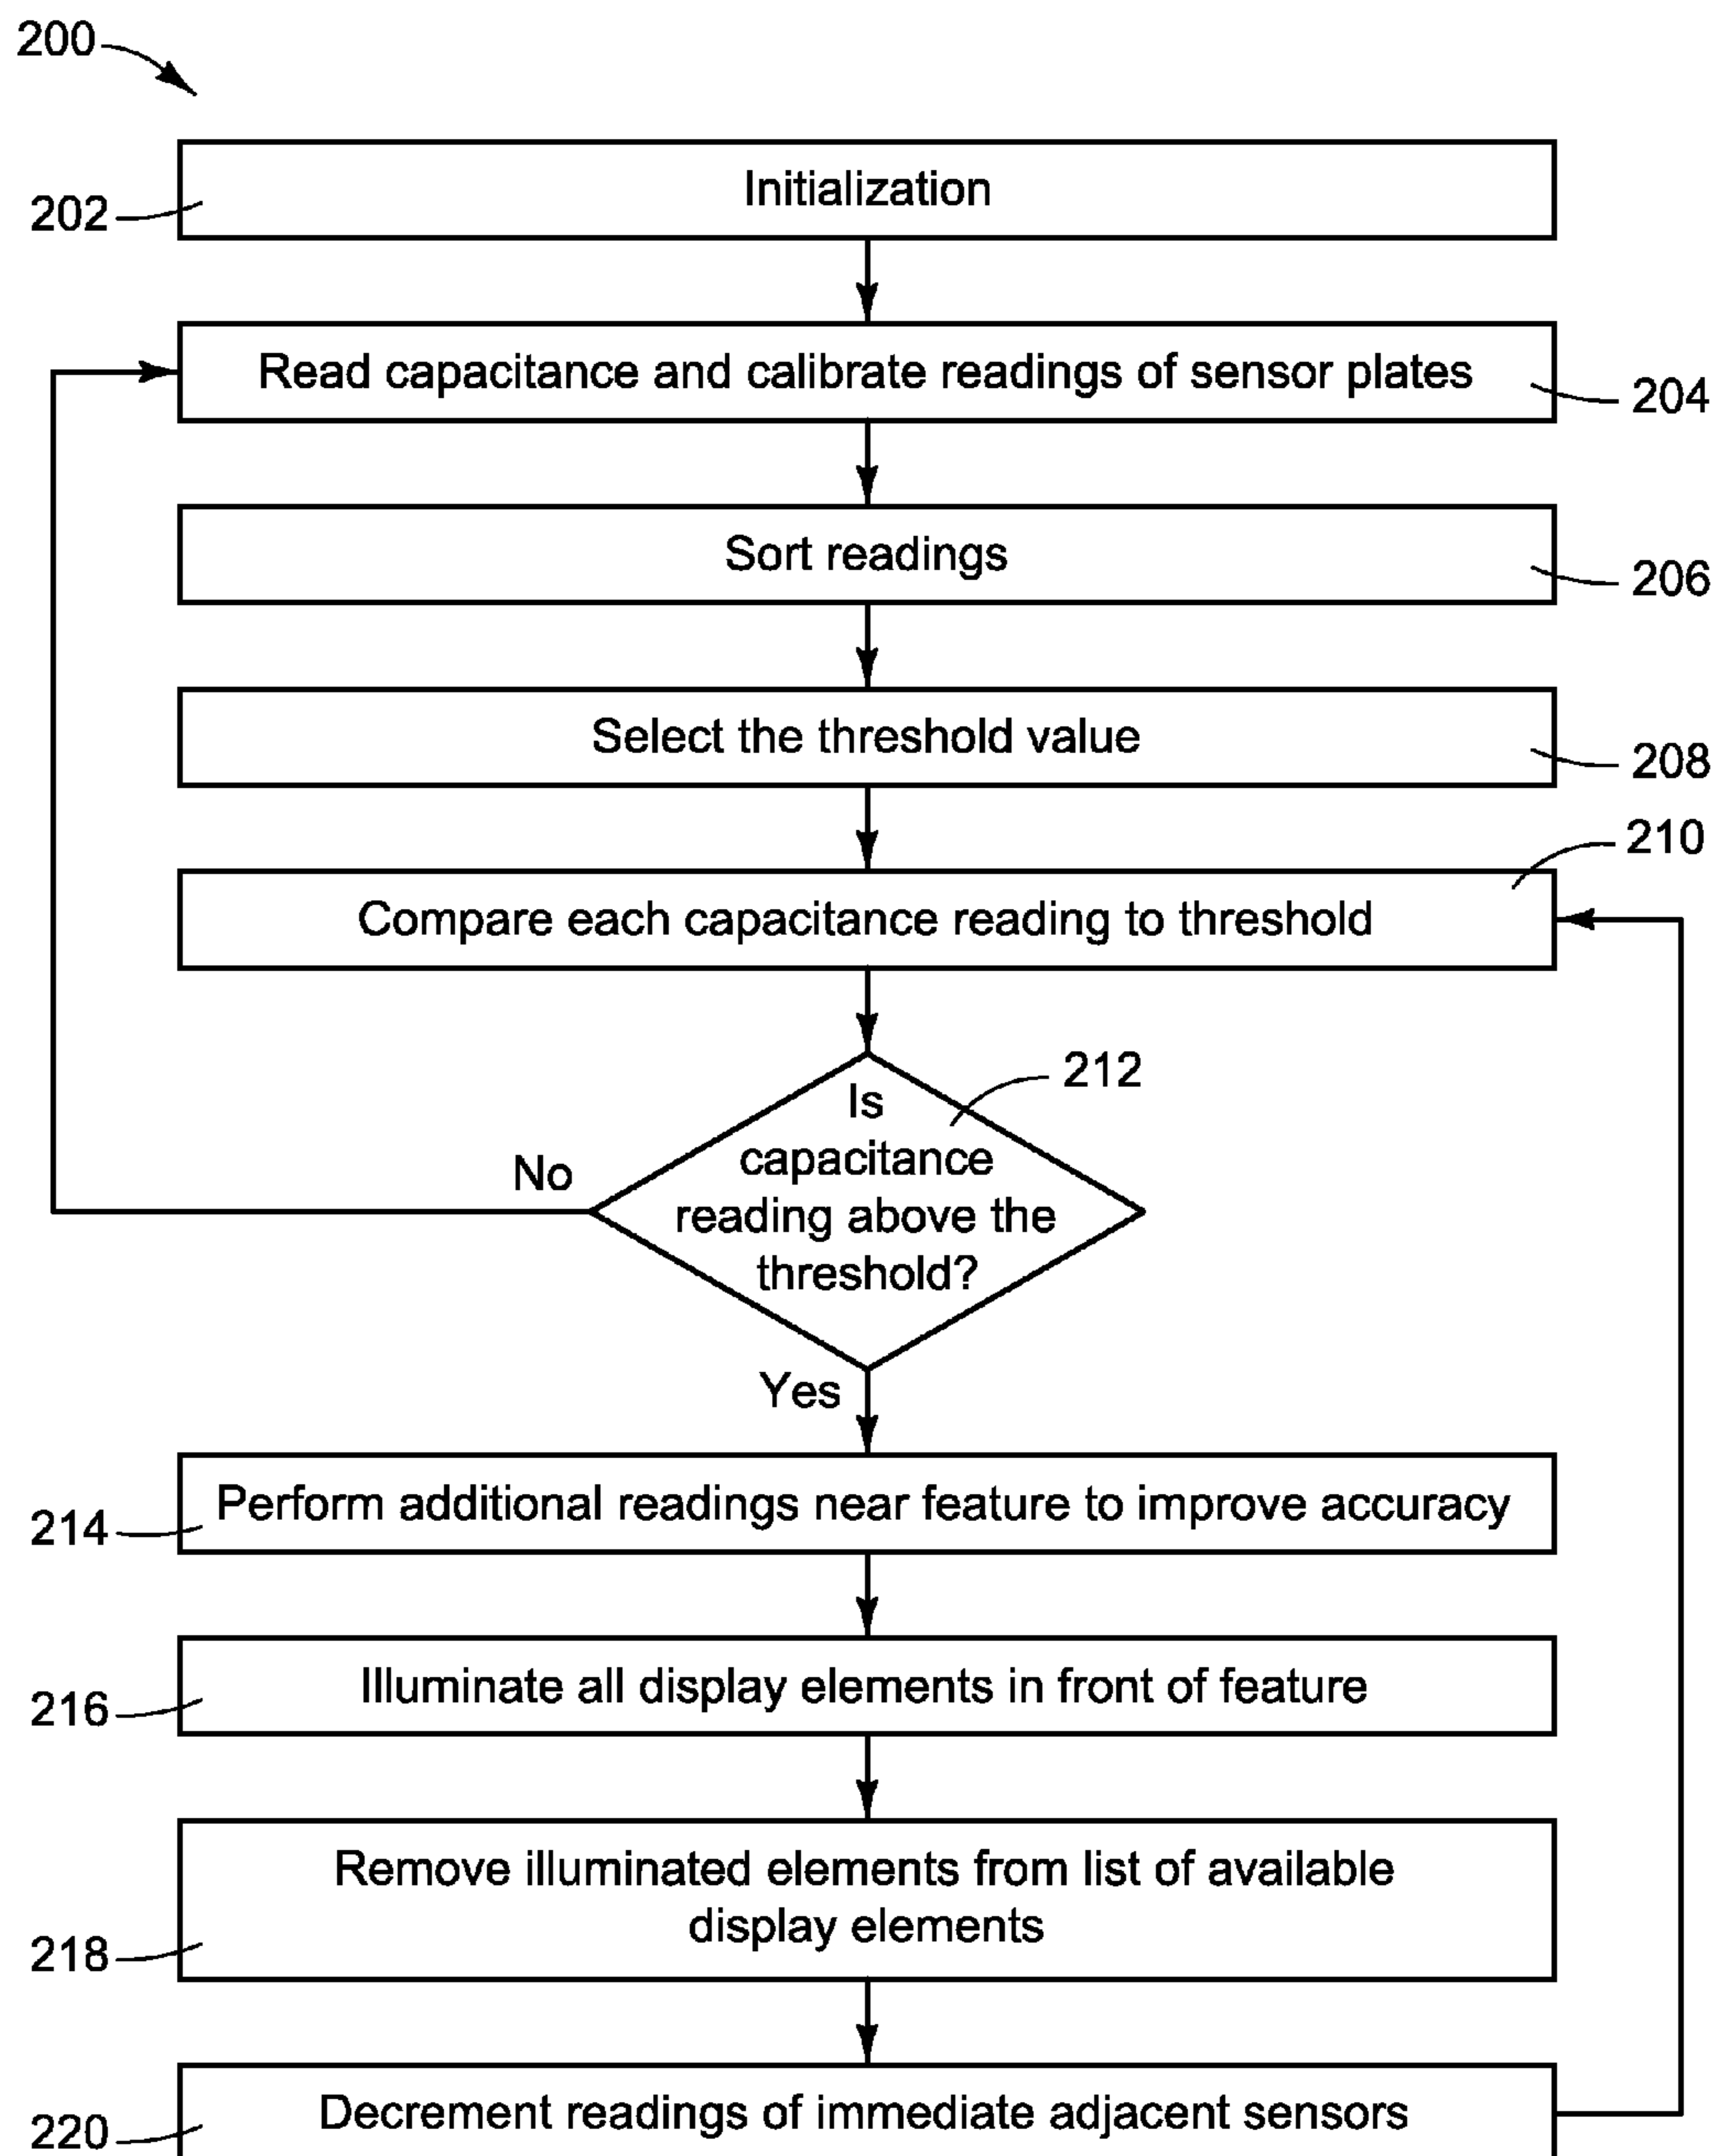 200
Initialization
202
Read capacitance and calibrate readings of sensor plates
204
Sort readings
206
Select the threshold value
208
210
Compare each capacitance reading to threshold
212
Is
capacitance
reading above the
threshold?
No
Yes
Perform additional readings near feature to improve accuracy
214
Illuminate all display elements in front of feature
216
Remove illuminated elements from list of available
display elements
218
Decrement readings of immediate adjacent sensors
220